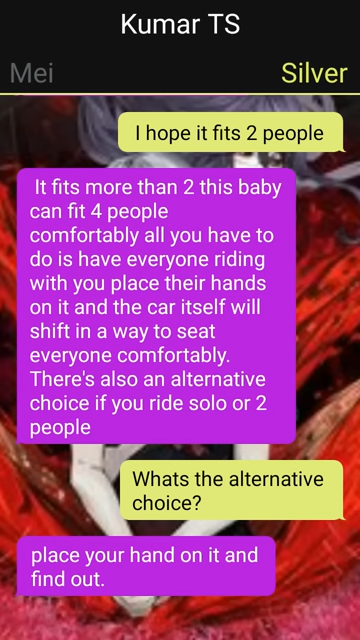 Kumar TS
Mei
Silver
I hope it fits 2 people
It fits more than 2 this baby
can fit 4 people
comfortably all you have to
do is have everyone riding
with you place their hands
on it and the car itself will
shift in a way to seat
everyone comfortably.
There's also an alternative
choice if you ride solo or 2
people
Whats the alternative
choice?
place your hand on it and
find out.